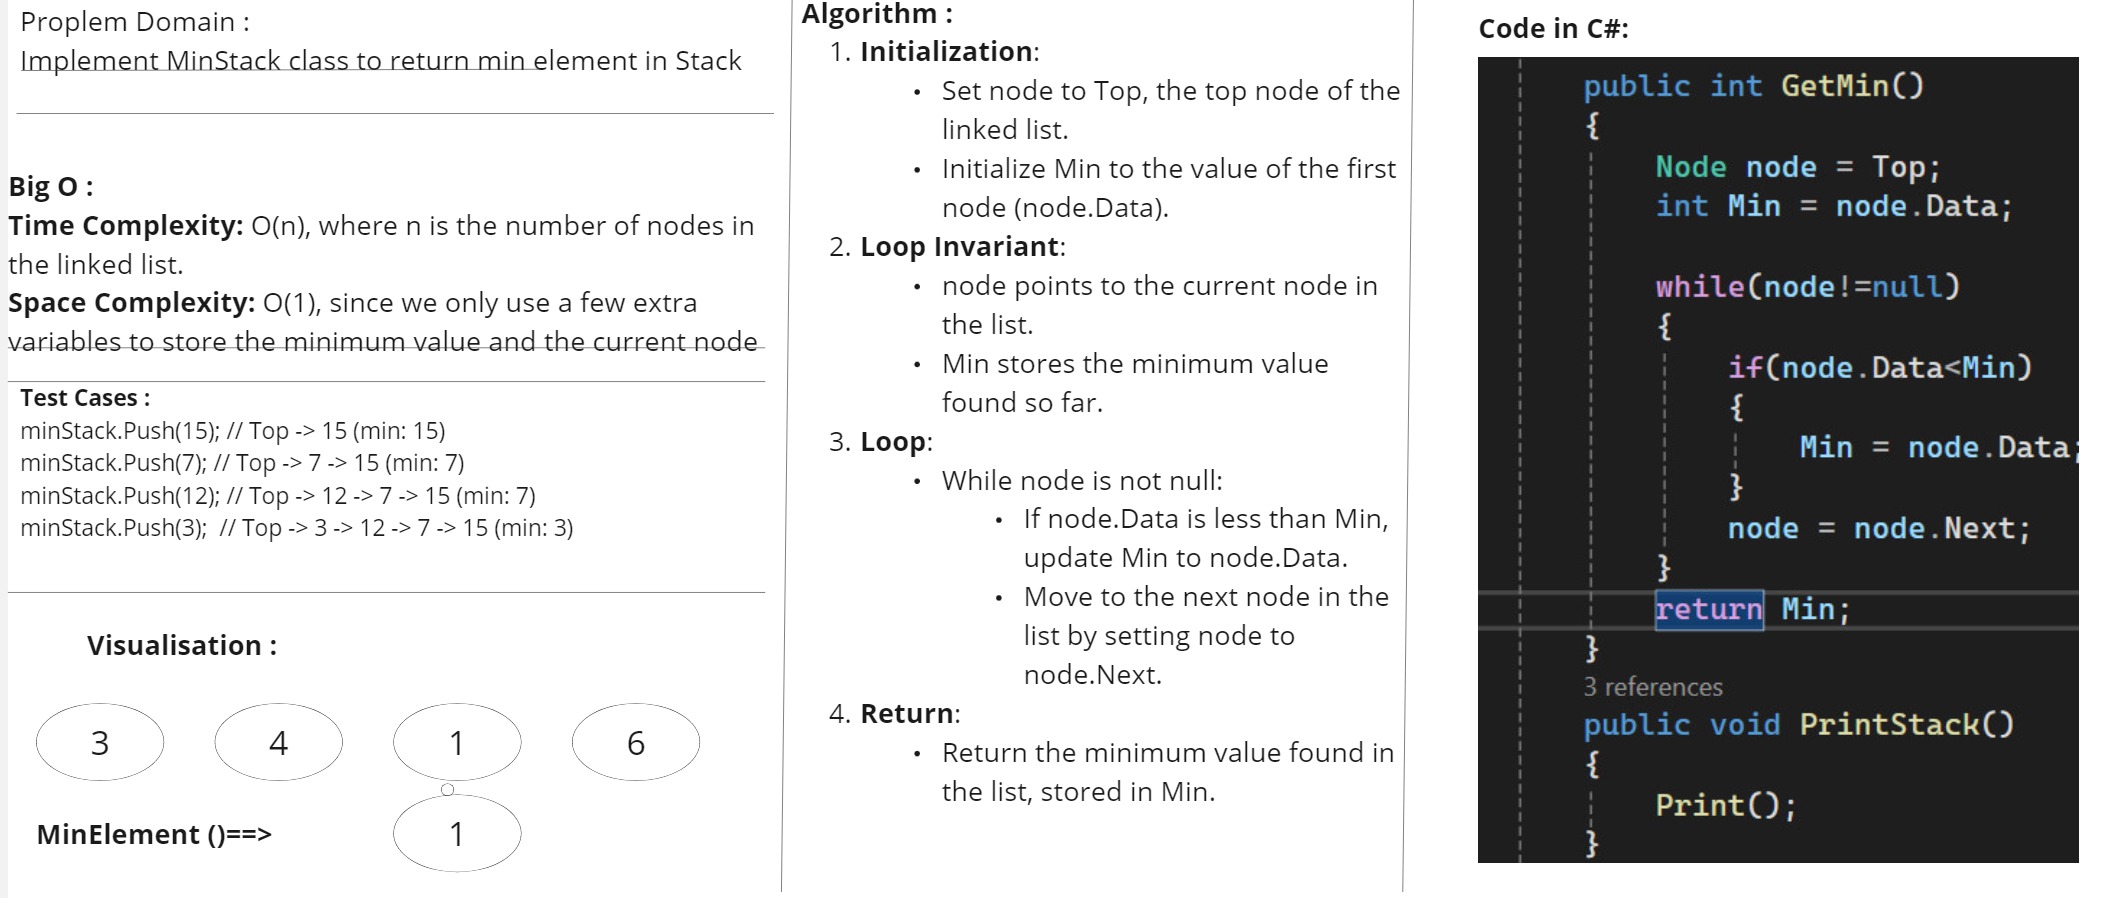 Proplem Domain :
Implement MinStack class to return min element in Stack
Big O :
Time Complexity: O(n), where n is the number of nodes in
the linked list.
Space Complexity: O(1), since we only use a few extra
variables to store the minimum value and the current node
Test Cases :
minStack.Push(15); // Top -> 15 (min: 15)
minStack.Push(7); // Top -> 7 -> 15 (min: 7)
minStack.Push(12); // Top -> 12 -> 7 -> 15 (min: 7)
minStack.Push(3);  // Top -> 3 -> 12 -> 7 -> 15 (min: 3)
Visualisation :
3 4 1 6
MinElement ()==> 1
Algorithm :
1. Initialization:
• Set node to Top, the top node of the
linked list.
• Initialize Min to the value of the first
node (node.Data).
2. Loop Invariant:
• node points to the current node in
the list.
• Min stores the minimum value
found so far.
3. Loop:
• While node is not null:
• If node.Data is less than Min,
update Min to node.Data.
• Move to the next node in the
list by setting node to
node.Next.
4. Return:
• Return the minimum value found in
the list, stored in Min.
Code in C#:
public int GetMin()
{
Node node = Top;
int Min = node.Data;
while(node!=null)
{
if(node.Data<Min)
{
Min = node.Data;
}
node = node.Next;
}
return Min;
}
3 references
public void PrintStack()
{
Print();
}